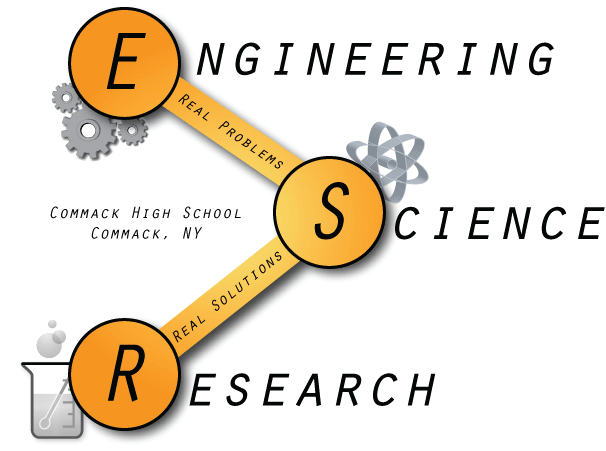 ENGINEERING
REAL PROBLEMS
SCIENCE
COMMACK HIGH SCHOOL
COMMACK, NY
REAL SOLUTIONS
RESEARCH